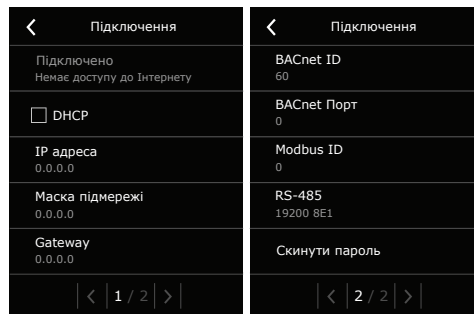 Підключення
Підключено
Немає доступу до Інтернету
DHCP
IP адреса
0.0.0.0
Маска підмережі
0.0.0.0
Gateway
0.0.0.0
1 / 2
Підключення
BACnet ID
60
BACnet Порт
0
Modbus ID
0
RS-485
19200 8E1
Скинути пароль
2 / 2